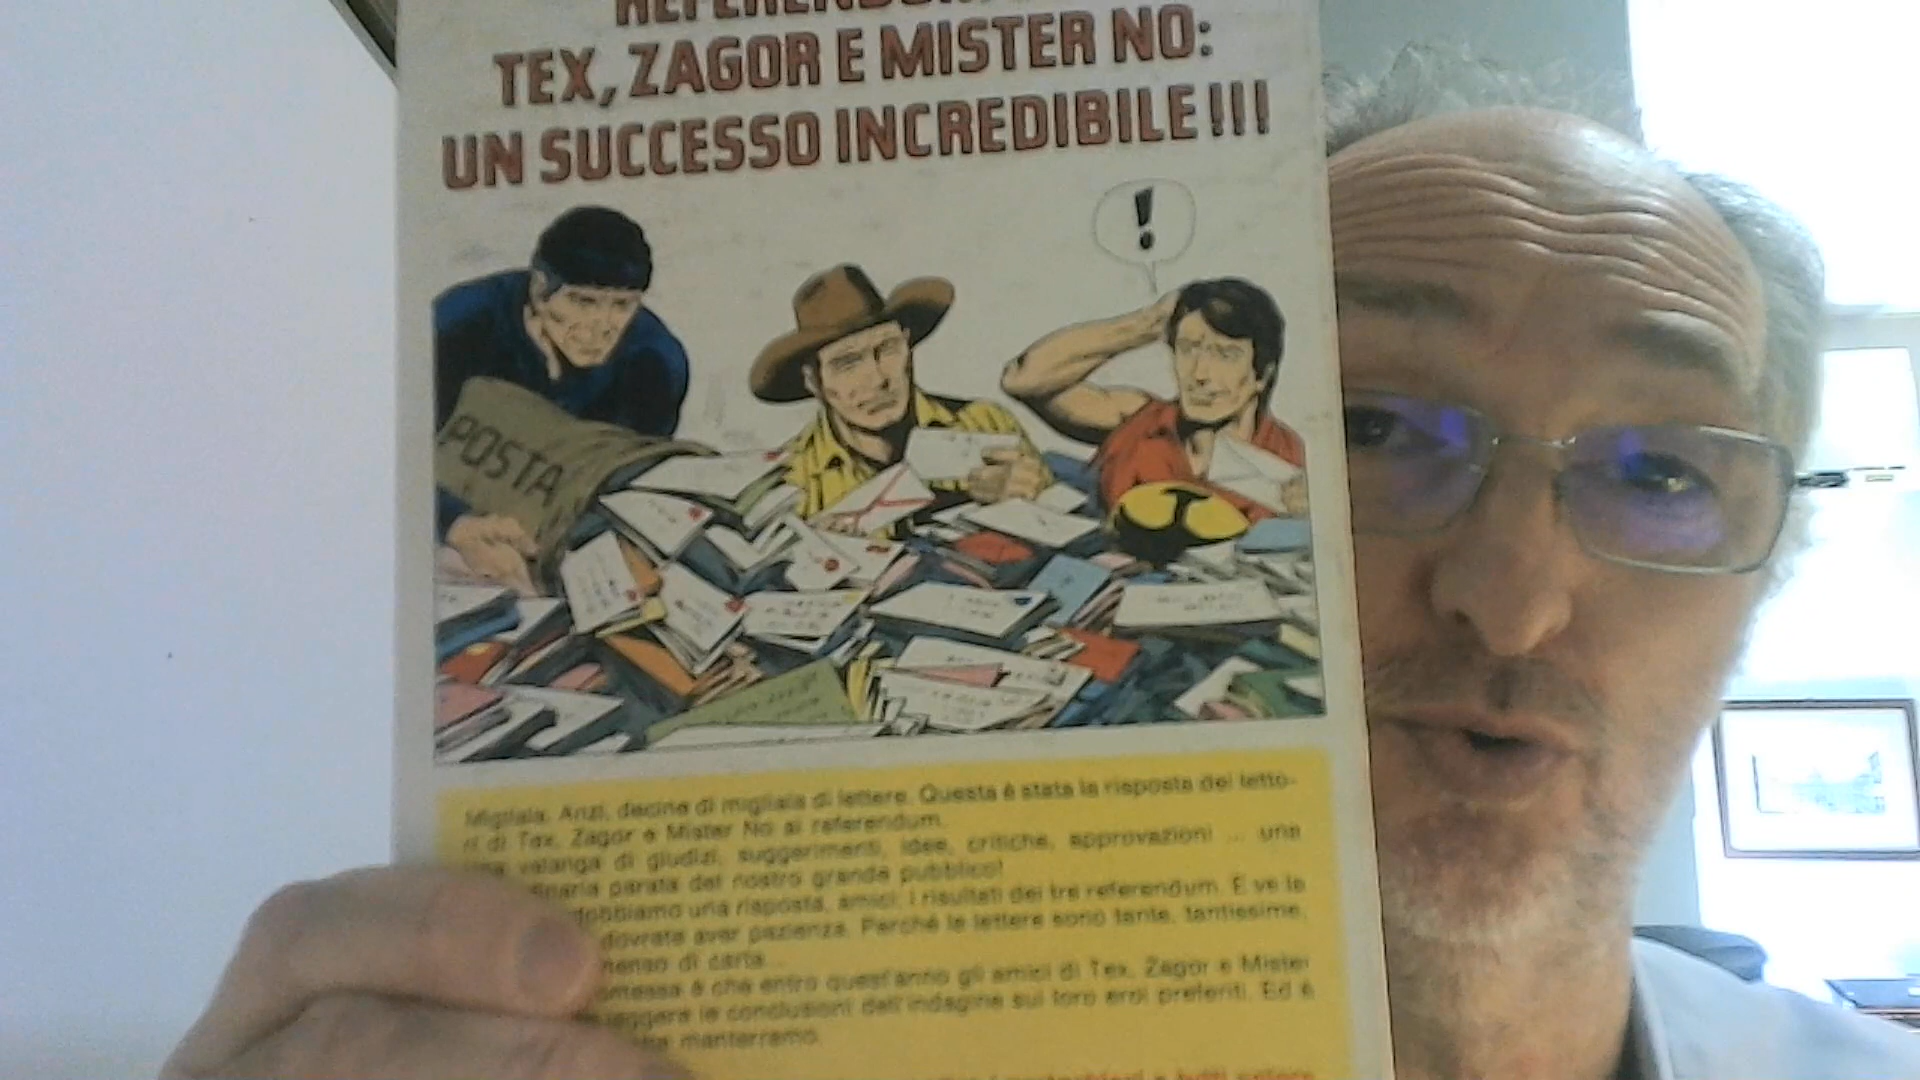 TEX, ZAGOR E MISTER NO:
UN SUCCESSO INCREDIBILE!!!
!
POSTA
Migliaia. Anzi, decine di migliaia di lettere. Questa è stata la risposta dei letto-
ri di Tex, Zagor e Mister No al referendum.
valanga di giudizi, suggerimenti, idee, critiche, approvazioni ... una
parata del nostro grande pubblico!
dobbiamo una risposta, amici: i risultati dei tre referendum. E ve la
dovrete aver pazienza. Perché le lettere sono tante, tantissime,
di carta...
è che entro quest'anno gli amici di Tex, Zagor e Mister
leggere le conclusioni dell'indagine sui loro eroi preferiti. Ed è
manterremo.